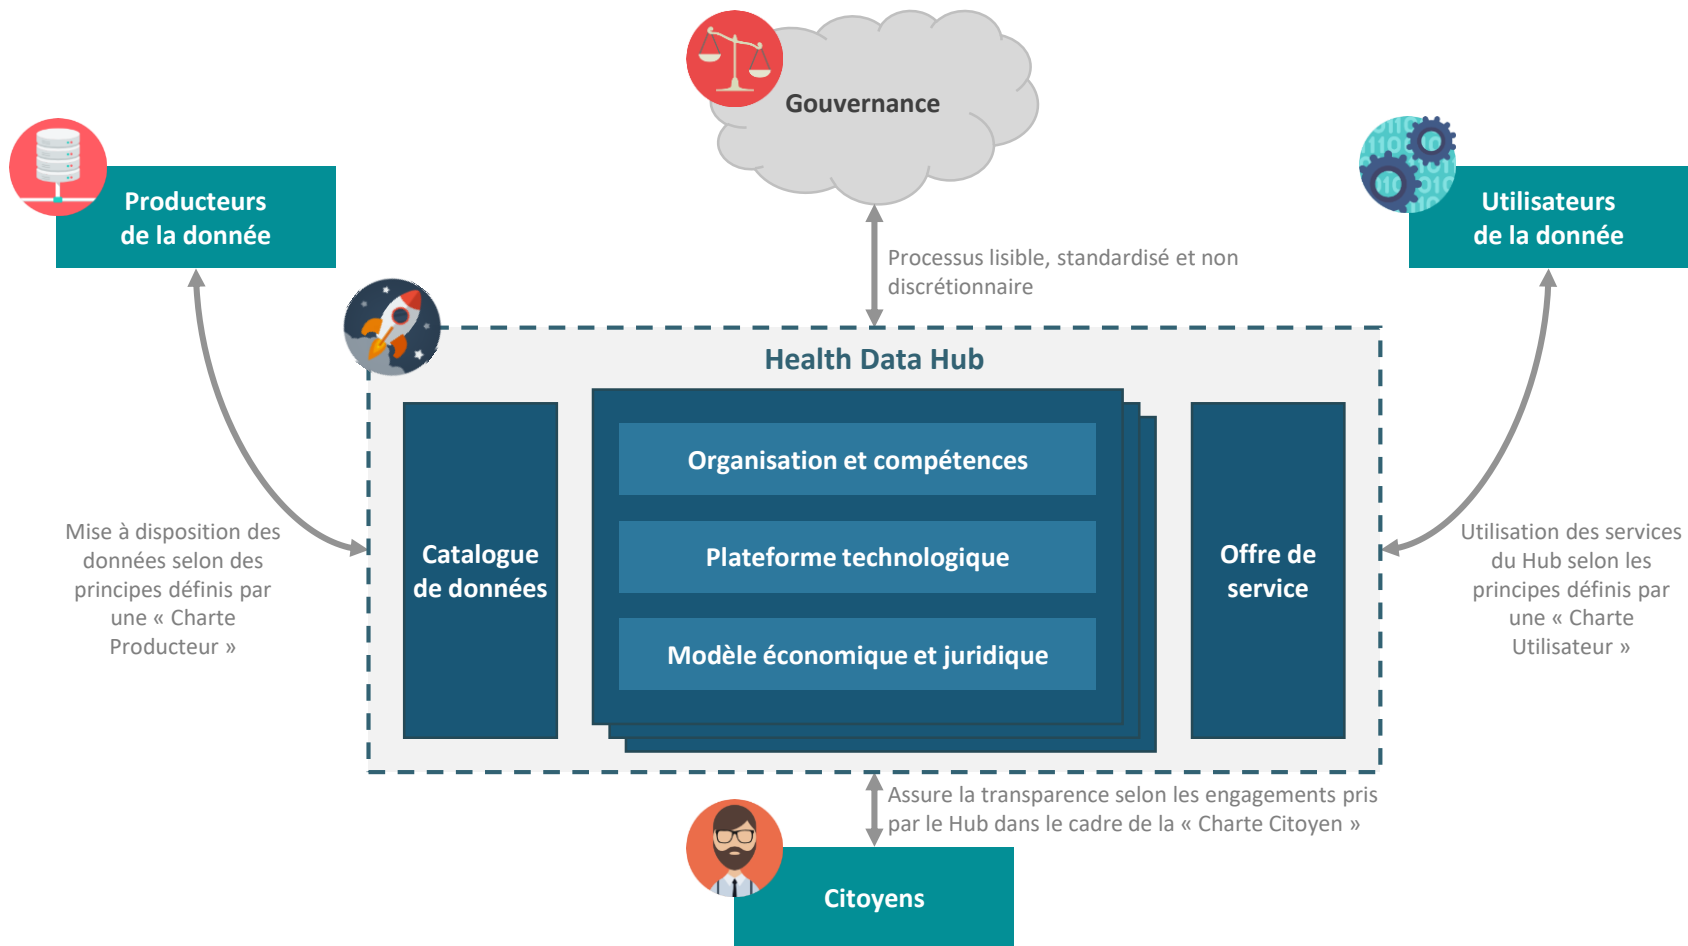 Gouvernance
Producteurs
de la donnée
Utilisateurs
de la donnée
Processus lisible, standardisé et non
discrétionnaire
Health Data Hub
Catalogue
de données
Organisation et compétences
Plateforme technologique
Modèle économique et juridique
Offre de
service
Mise à disposition des
données selon des
principes définis par
une « Charte
Producteur »
Utilisation des services
du Hub selon les
principes définis par
une « Charte
Utilisateur »
Assure la transparence selon les engagements pris
par le Hub dans le cadre de la « Charte Citoyen »
Citoyens